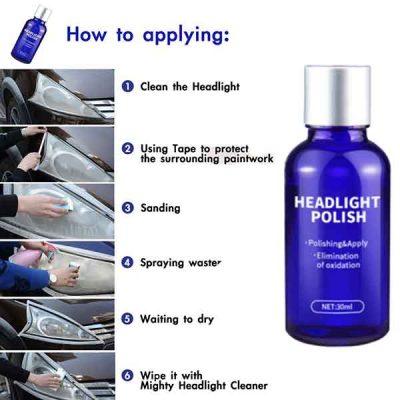 How to applying:
1 Clean the Headlight
2 Using Tape to protect
the surrounding paintwork
3 Sanding
4 Spraying waster
5 Waiting to dry
6 Wipe it with
Mighty Headlight Cleaner
HEADLIGHT
POLISH
·Polishing&Apply
·Elimination
of oxidation
NET:30ml